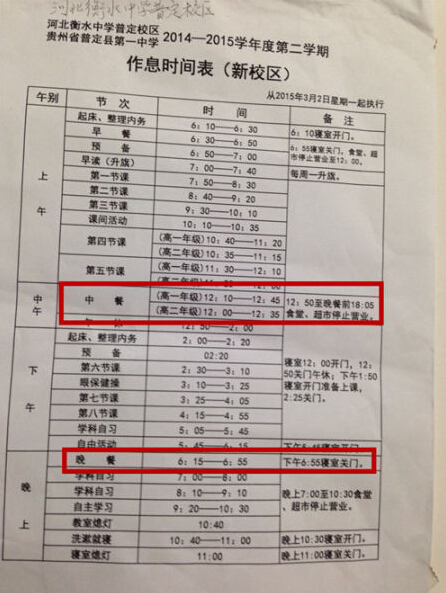 河北衡水中学普定校区
河北衡水中学普定校区
贵州省普定县第一中学 2014—2015学年度第二学期
作息时间表（新校区）
从2015年3月2日星期一起执行
午别 节 次 时 间 备 注
上午
起床、整理内务 6：10——6：30 6：10寝室开门。
早 餐 6：30——6：50
预 备 6：50——7：00 6：55寝室关门，食堂、超市停止营业至12：00。
早读（升旗） 7：00——7：40
第一节课 7：50——8：30 每周一升旗。
第二节课 8：40——9：20
第三节课 9：30——10：10
课间活动 10：10——10：35
第四节课 (高一年级)10：40——11：20
(高二年级)10：35——11：15
第五节课 (高一年级)11：30——12：10
中午
中 餐 (高一年级)12：10——12：45 12：50至晚餐前18:05
(高二年级)12：00——12：35 食堂、超市停止营业。
12：50——2：00
下午
起床、整理内务 2：00——2：20
预 备 02:20
第六节课 2：30——3：10
眼保健操 3：10——3：25
第七节课 3：25——4：05
第八节课 4：15——4：55
学科自习 5：05——5：45
自由活动 5：45——6：15
寝室12：00开门，12：
50关门午休；下午1:50
寝室开门准备上课，
2:25关门。
晚上
晚 餐 6：15——6：55 下午6:55寝室关门。
学科自习 7：00——8：00
学科自习 8：10——9：10 晚上7:00至10:30食堂
自主学习 9：20——10：30 、超市停止营业。
教室熄灯 10:40
洗漱就寝 10：40——11：00 晚上10:30寝室开门。
寝室熄灯 11:00 晚上11:00寝室关门。